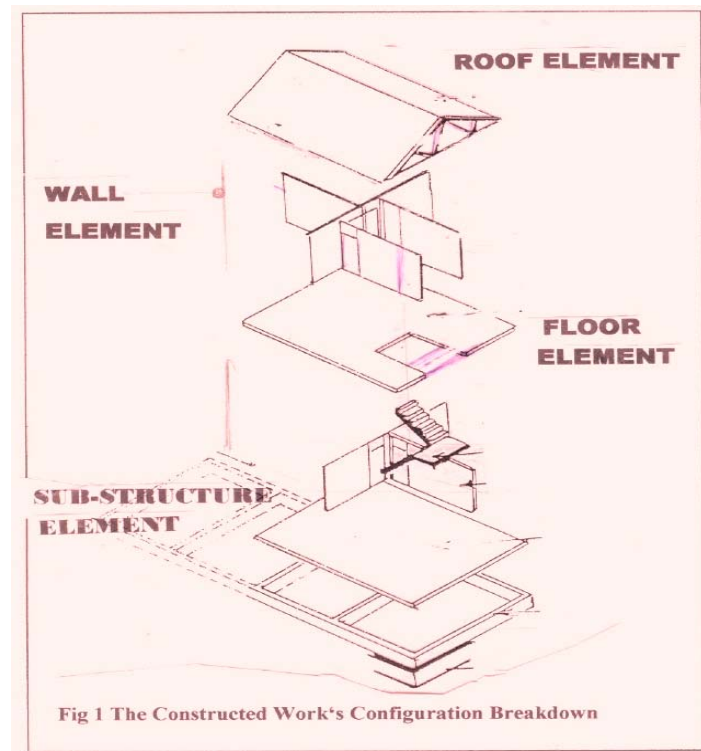 ROOF ELEMENT
WALL
ELEMENT
FLOOR
ELEMENT
SUB-STRUCTURE
ELEMENT
Fig 1 The Constructed Work‘s Configuration Breakdown